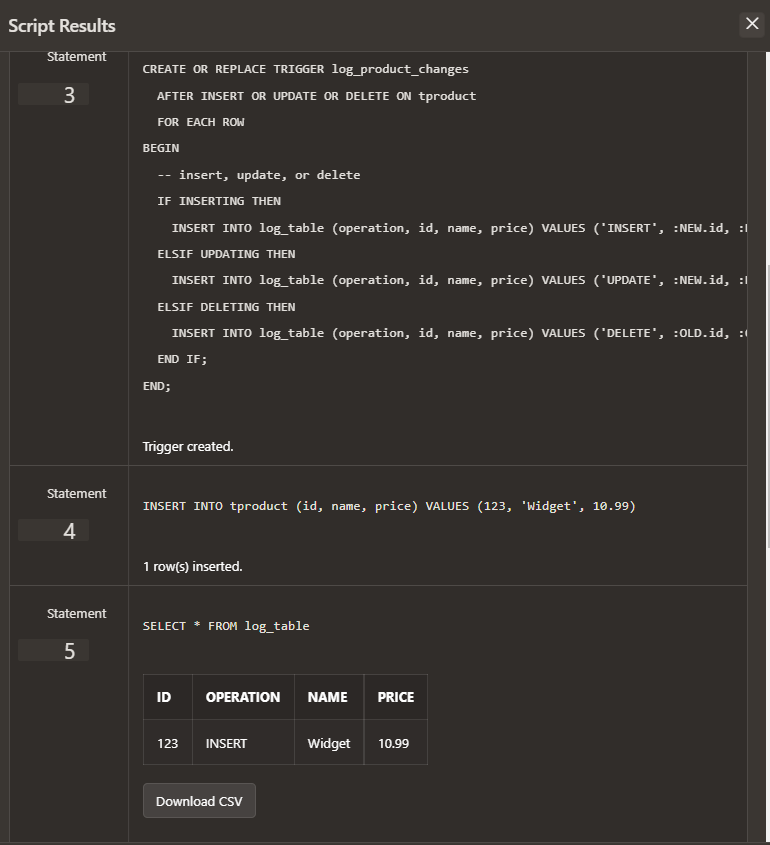 Script Results
Statement
3
CREATE OR REPLACE TRIGGER log_product_changes
AFTER INSERT OR UPDATE OR DELETE ON tproduct
FOR EACH ROW
BEGIN
-- insert, update, or delete
IF INSERTING THEN
INSERT INTO log_table (operation, id, name, price) VALUES ('INSERT', :NEW.id, :
ELSIF UPDATING THEN
INSERT INTO log_table (operation, id, name, price) VALUES ('UPDATE', :NEW.id, :
ELSIF DELETING THEN
INSERT INTO log_table (operation, id, name, price) VALUES ('DELETE', :OLD.id, :
END IF;
END;
Trigger created.
Statement
4
INSERT INTO tproduct (id, name, price) VALUES (123, 'Widget', 10.99)
1 row(s) inserted.
Statement
5
SELECT * FROM log_table
ID OPERATION NAME PRICE
123 INSERT Widget 10.99
Download CSV